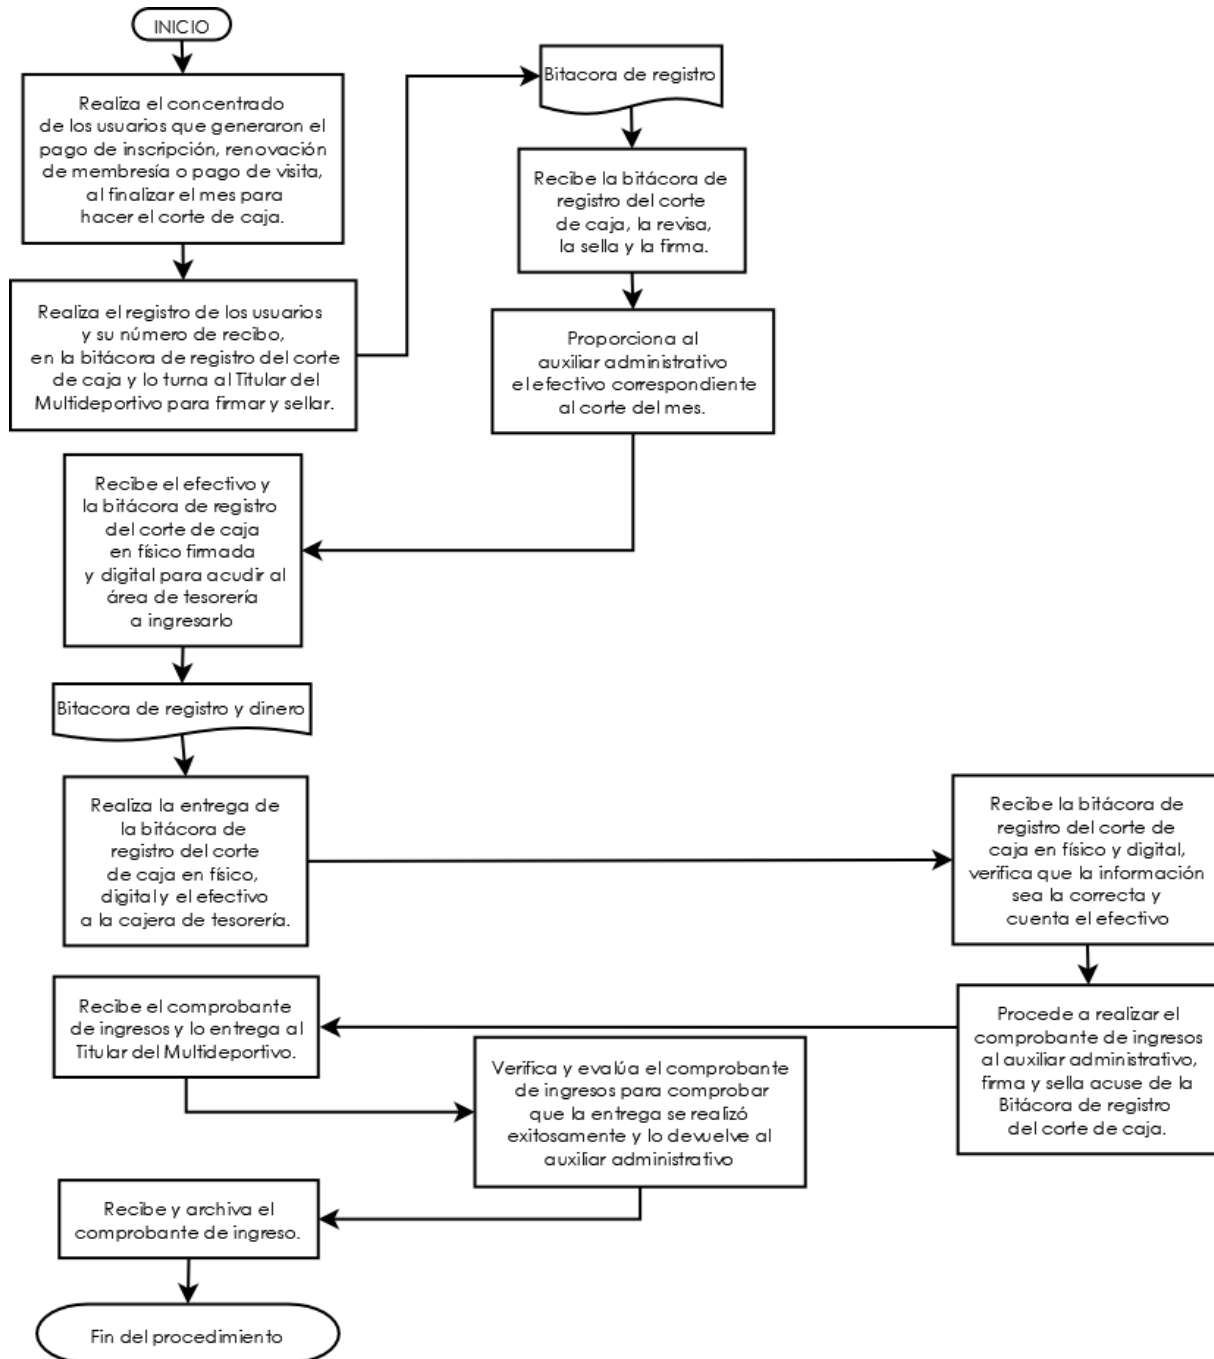 INICIO
Realiza el concentrado
de los usuarios que generaron el
pago de inscripción, renovación
de membresía o pago de visita,
al finalizar el mes para
hacer el corte de caja.
Realiza el registro de los usuarios
y su número de recibo,
en la bitácora de registro del corte
de caja y lo turna al Titular del
Multideportivo para firmar y sellar.
Bitacora de registro
Recibe la bitácora de
registro del corte
de caja, la revisa,
la sella y la firma.
Proporciona al
auxiliar administrativo
el efectivo correspondiente
al corte del mes.
Recibe el efectivo y
la bitácora de registro
del corte de caja
en físico firmada
y digital para acudir al
área de tesorería
a ingresarlo
Bitacora de registro y dinero
Realiza la entrega de
la bitácora de
registro del corte
de caja en físico,
digital y el efectivo
a la cajera de tesorería.
Recibe la bitácora de
registro del corte de
caja en físico y digital,
verifica que la información
sea la correcta y
cuenta el efectivo
Procede a realizar el
comprobante de ingresos
al auxiliar administrativo,
firma y sella acuse de la
Bitácora de registro
del corte de caja.
Recibe el comprobante
de ingresos y lo entrega al
Titular del Multideportivo.
Verifica y evalúa el comprobante
de ingresos para comprobar
que la entrega se realizó
exitosamente y lo devuelve al
auxiliar administrativo
Recibe y archiva el
comprobante de ingreso.
Fin del procedimiento